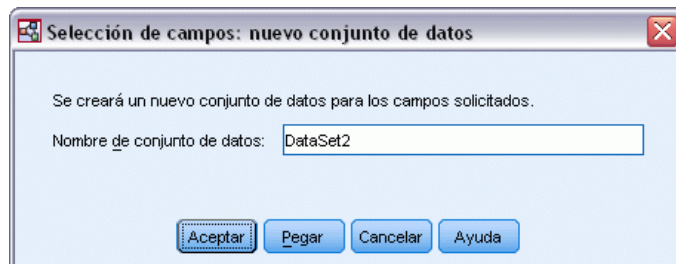 Selección de campos: nuevo conjunto de datos
Se creará un nuevo conjunto de datos para los campos solicitados.
Nombre de conjunto de datos: DataSet2
Aceptar Pegar Cancelar Ayuda